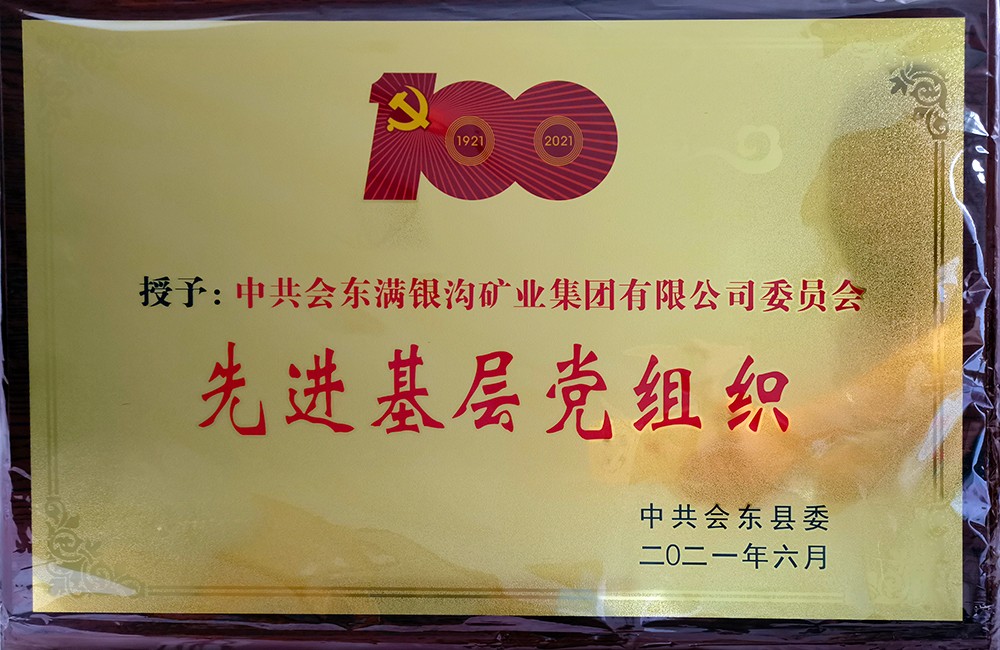 100
1921 2021
授予:中共会东满银沟矿业集团有限公司委员会
先进基层党组织
中共会东县委
二〇二一年六月